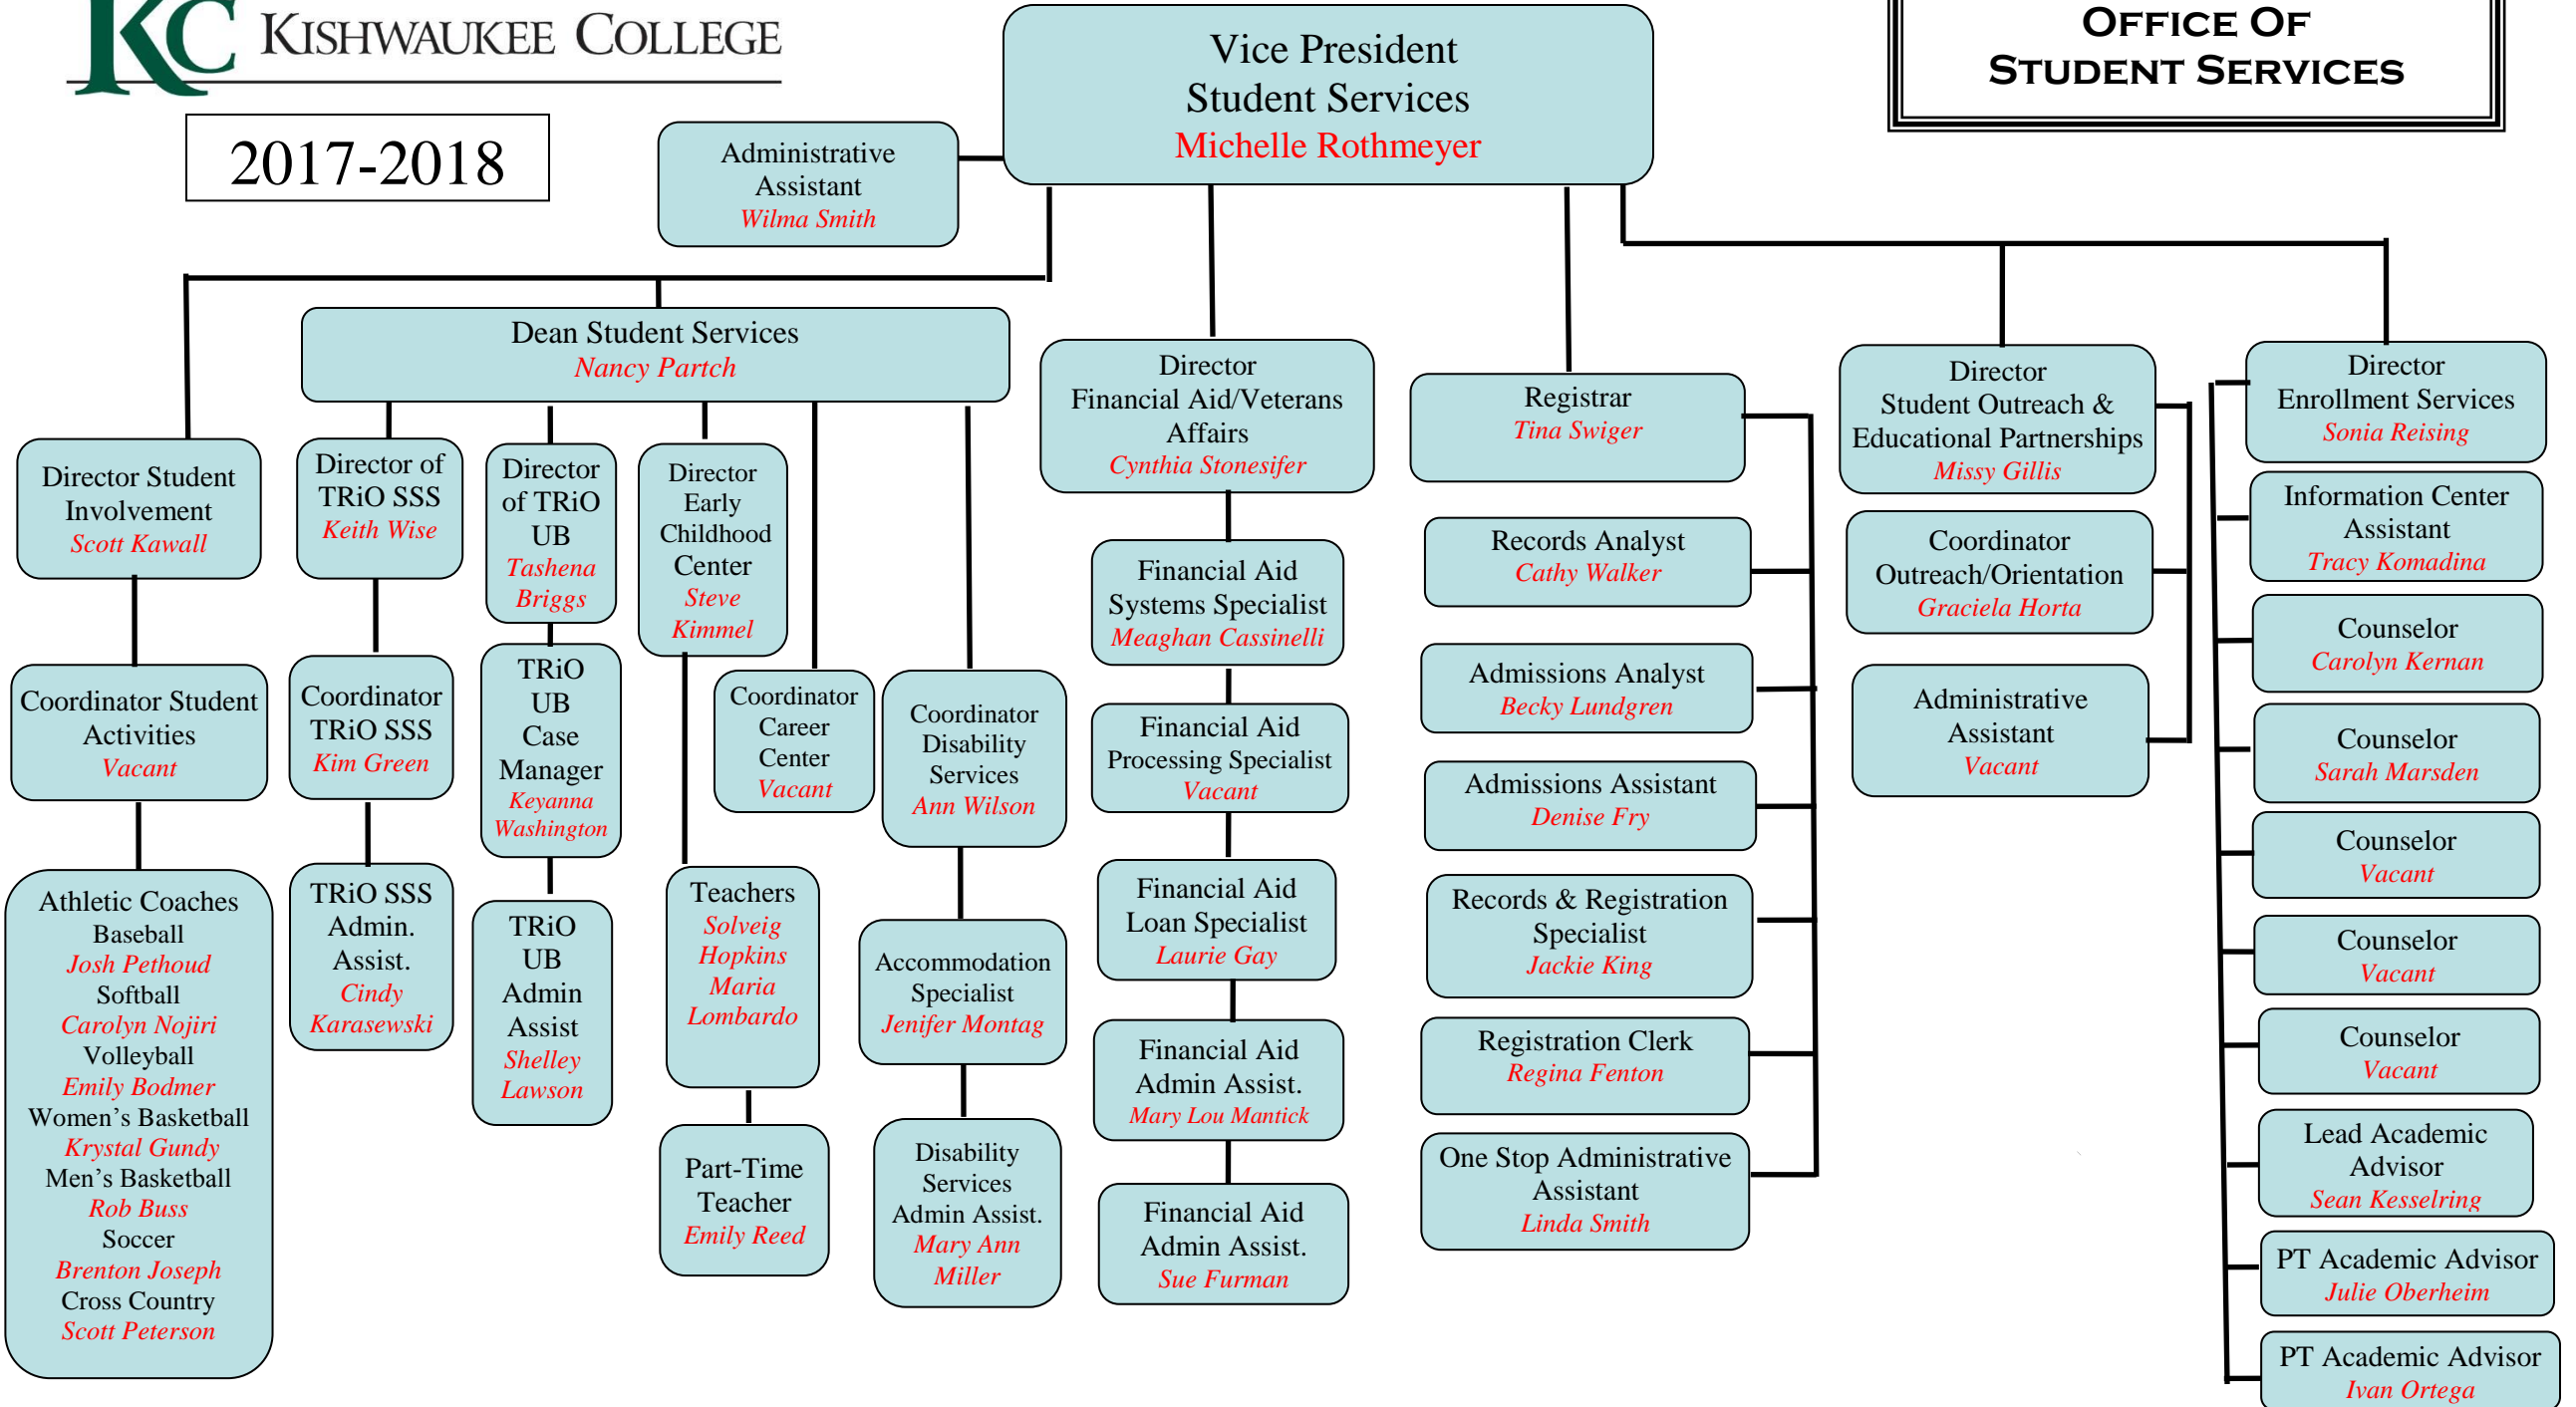 KC KISHWAUKEE COLLEGE
2017-2018
Vice President
Student Services
Michelle Rothmeyer
OFFICE OF
STUDENT SERVICES
Administrative
Assistant
Wilma Smith
Dean Student Services
Nancy Partch
Director Student
Involvement
Scott Kawall
Coordinator Student
Activities
Vacant
Athletic Coaches
Baseball
Josh Pethoud
Softball
Carolyn Nojiri
Volleyball
Emily Bodmer
Women’s Basketball
Krystal Gundy
Men’s Basketball
Rob Buss
Soccer
Brenton Joseph
Cross Country
Scott Peterson
Director of
TRiO SSS
Keith Wise
Coordinator
TRiO SSS
Kim Green
TRiO SSS
Admin.
Assist.
Cindy
Karasewski
Director
of TRiO
UB
Tashena
Briggs
TRiO
UB
Case
Manager
Keyanna
Washington
TRiO
UB
Admin
Assist
Shelley
Lawson
Director
Early
Childhood
Center
Steve
Kimmel
Teachers
Solveig
Hopkins
Maria
Lombardo
Part-Time
Teacher
Emily Reed
Coordinator
Career
Center
Vacant
Coordinator
Disability
Services
Ann Wilson
Accommodation
Specialist
Jenifer Montag
Disability
Services
Admin Assist.
Mary Ann
Miller
Director
Financial Aid/Veterans
Affairs
Cynthia Stonesifer
Financial Aid
Systems Specialist
Meaghan Cassinelli
Financial Aid
Processing Specialist
Vacant
Financial Aid
Loan Specialist
Laurie Gay
Financial Aid
Admin Assist.
Mary Lou Mantick
Financial Aid
Admin Assist.
Sue Furman
Registrar
Tina Swiger
Records Analyst
Cathy Walker
Admissions Analyst
Becky Lundgren
Admissions Assistant
Denise Fry
Records & Registration
Specialist
Jackie King
Registration Clerk
Regina Fenton
One Stop Administrative
Assistant
Linda Smith
Director
Student Outreach &
Educational Partnerships
Missy Gillis
Coordinator
Outreach/Orientation
Graciela Horta
Administrative
Assistant
Vacant
Director
Enrollment Services
Sonia Reising
Information Center
Assistant
Tracy Komadina
Counselor
Carolyn Kernan
Counselor
Sarah Marsden
Counselor
Vacant
Counselor
Vacant
Counselor
Vacant
Lead Academic
Advisor
Sean Kesselring
PT Academic Advisor
Julie Oberheim
PT Academic Advisor
Ivan Ortega